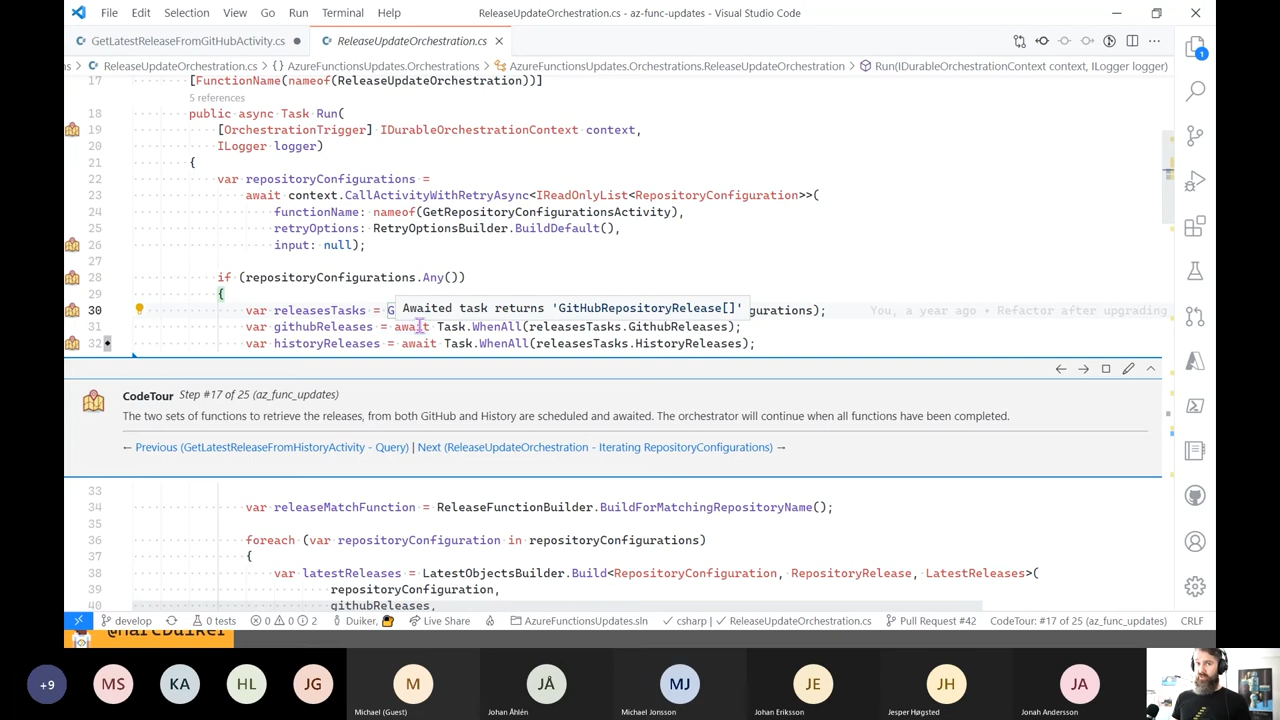 File Edit Selection View Go Run Terminal Help ReleaseUpdateOrchestration.cs - az-func-updates - Visual Studio Code
GetLatestReleaseFromGitHubActivity.cs ReleaseUpdateOrchestration.cs
ns > ReleaseUpdateOrchestration.cs > {} AzureFunctionsUpdates.Orchestrations > AzureFunctionsUpdates.Orchestrations.ReleaseUpdateOrchestration > Run(IDurableOrchestrationContext context, ILogger logger)
1
17 [FunctionName(nameof(ReleaseUpdateOrchestration))]
5 references
18 public async Task Run(
19 [OrchestrationTrigger] IDurableOrchestrationContext context,
20 ILogger logger)
21 {
22 var repositoryConfigurations =
23 await context.CallActivityWithRetryAsync<IReadOnlyList<RepositoryConfiguration>>(
24 functionName: nameof(GetRepositoryConfigurationsActivity),
25 retryOptions: RetryOptionsBuilder.BuildDefault(),
26 input: null);
28 if (repositoryConfigurations.Any())
29 {
30 var releasesTasks = G gurations); You, a year ago • Refactor after upgrading
Awaited task returns 'GitHubRepositoryRelease[]'
31 var githubReleases = await Task.WhenAll(releasesTasks.GithubReleases);
32 var historyReleases = await Task.WhenAll(releasesTasks.HistoryReleases);
CodeTour Step #17 of 25 (az_func_updates)
The two sets of functions to retrieve the releases, from both GitHub and History are scheduled and awaited. The orchestrator will continue when all functions have been completed.
← Previous (GetLatestReleaseFromHistoryActivity - Query) | Next (ReleaseUpdateOrchestration - Iterating RepositoryConfigurations) →
33
34 var releaseMatchFunction = ReleaseFunctionBuilder.BuildForMatchingRepositoryName();
35
36 foreach (var repositoryConfiguration in repositoryConfigurations)
37 {
38 var latestReleases = LatestObjectsBuilder.Build<RepositoryConfiguration, RepositoryRelease, LatestReleases>(
39 repositoryConfiguration,
40 githubReleases,
develop 0 tests 0 0 2 Duiker, Live Share AzureFunctionsUpdates.sln csharp | ReleaseUpdateOrchestration.cs Pull Request #42 CodeTour: #17 of 25 (az_func_updates) CRLF
@marcduiker
+9 MS KA HL JG M JÅ MJ JE JH JA
Michael (Guest) Johan Åhlén Michael Jonsson Johan Eriksson Jesper Høgsted Jonah Andersson